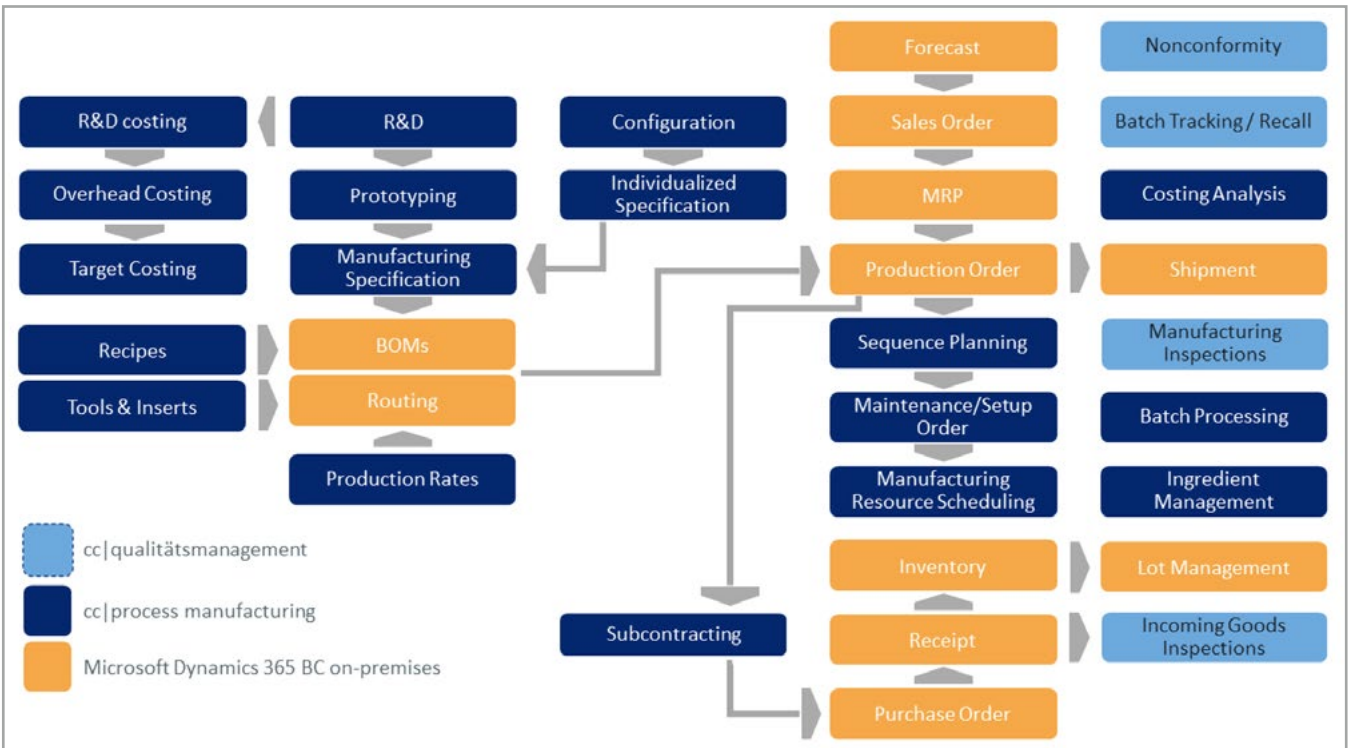 Forecast
Nonconformity
R&D costing
R&D
Configuration
Sales Order
Batch Tracking / Recall
Overhead Costing
Prototyping
Individualized
Specification
MRP
Costing Analysis
Target Costing
Manufacturing
Specification
Production Order
Shipment
Recipes
BOMs
Sequence Planning
Manufacturing
Inspections
Tools & Inserts
Routing
Maintenance/Setup
Order
Batch Processing
Production Rates
Manufacturing
Resource Scheduling
Ingredient
Management
cc|qualitätsmanagement
Inventory
Lot Management
cc|process manufacturing
Subcontracting
Receipt
Incoming Goods
Inspections
Microsoft Dynamics 365 BC on-premises
Purchase Order